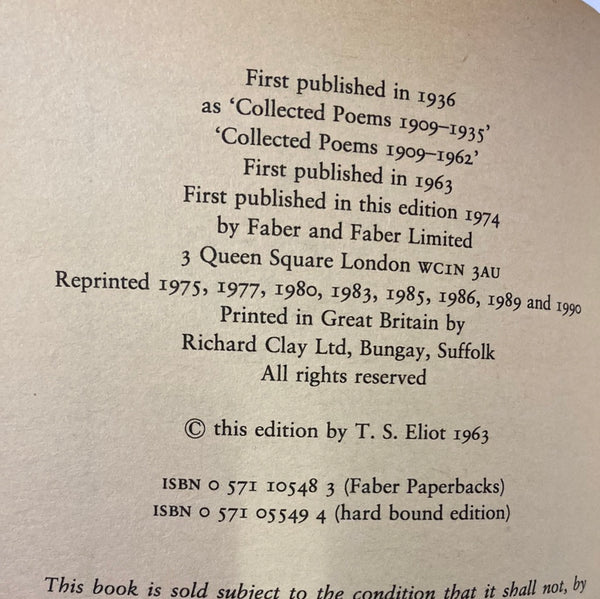 First published in 1936
as ‘Collected Poems 1909–1935’
‘Collected Poems 1909–1962’
First published in 1963
First published in this edition 1974
by Faber and Faber Limited
3 Queen Square London WC1N 3AU
Reprinted 1975, 1977, 1980, 1983, 1985, 1986, 1989 and 1990
Printed in Great Britain by
Richard Clay Ltd, Bungay, Suffolk
All rights reserved
© this edition by T. S. Eliot 1963
ISBN 0 571 10548 3 (Faber Paperbacks)
ISBN 0 571 05549 4 (hard bound edition)
This book is sold subject to the condition that it shall not, by